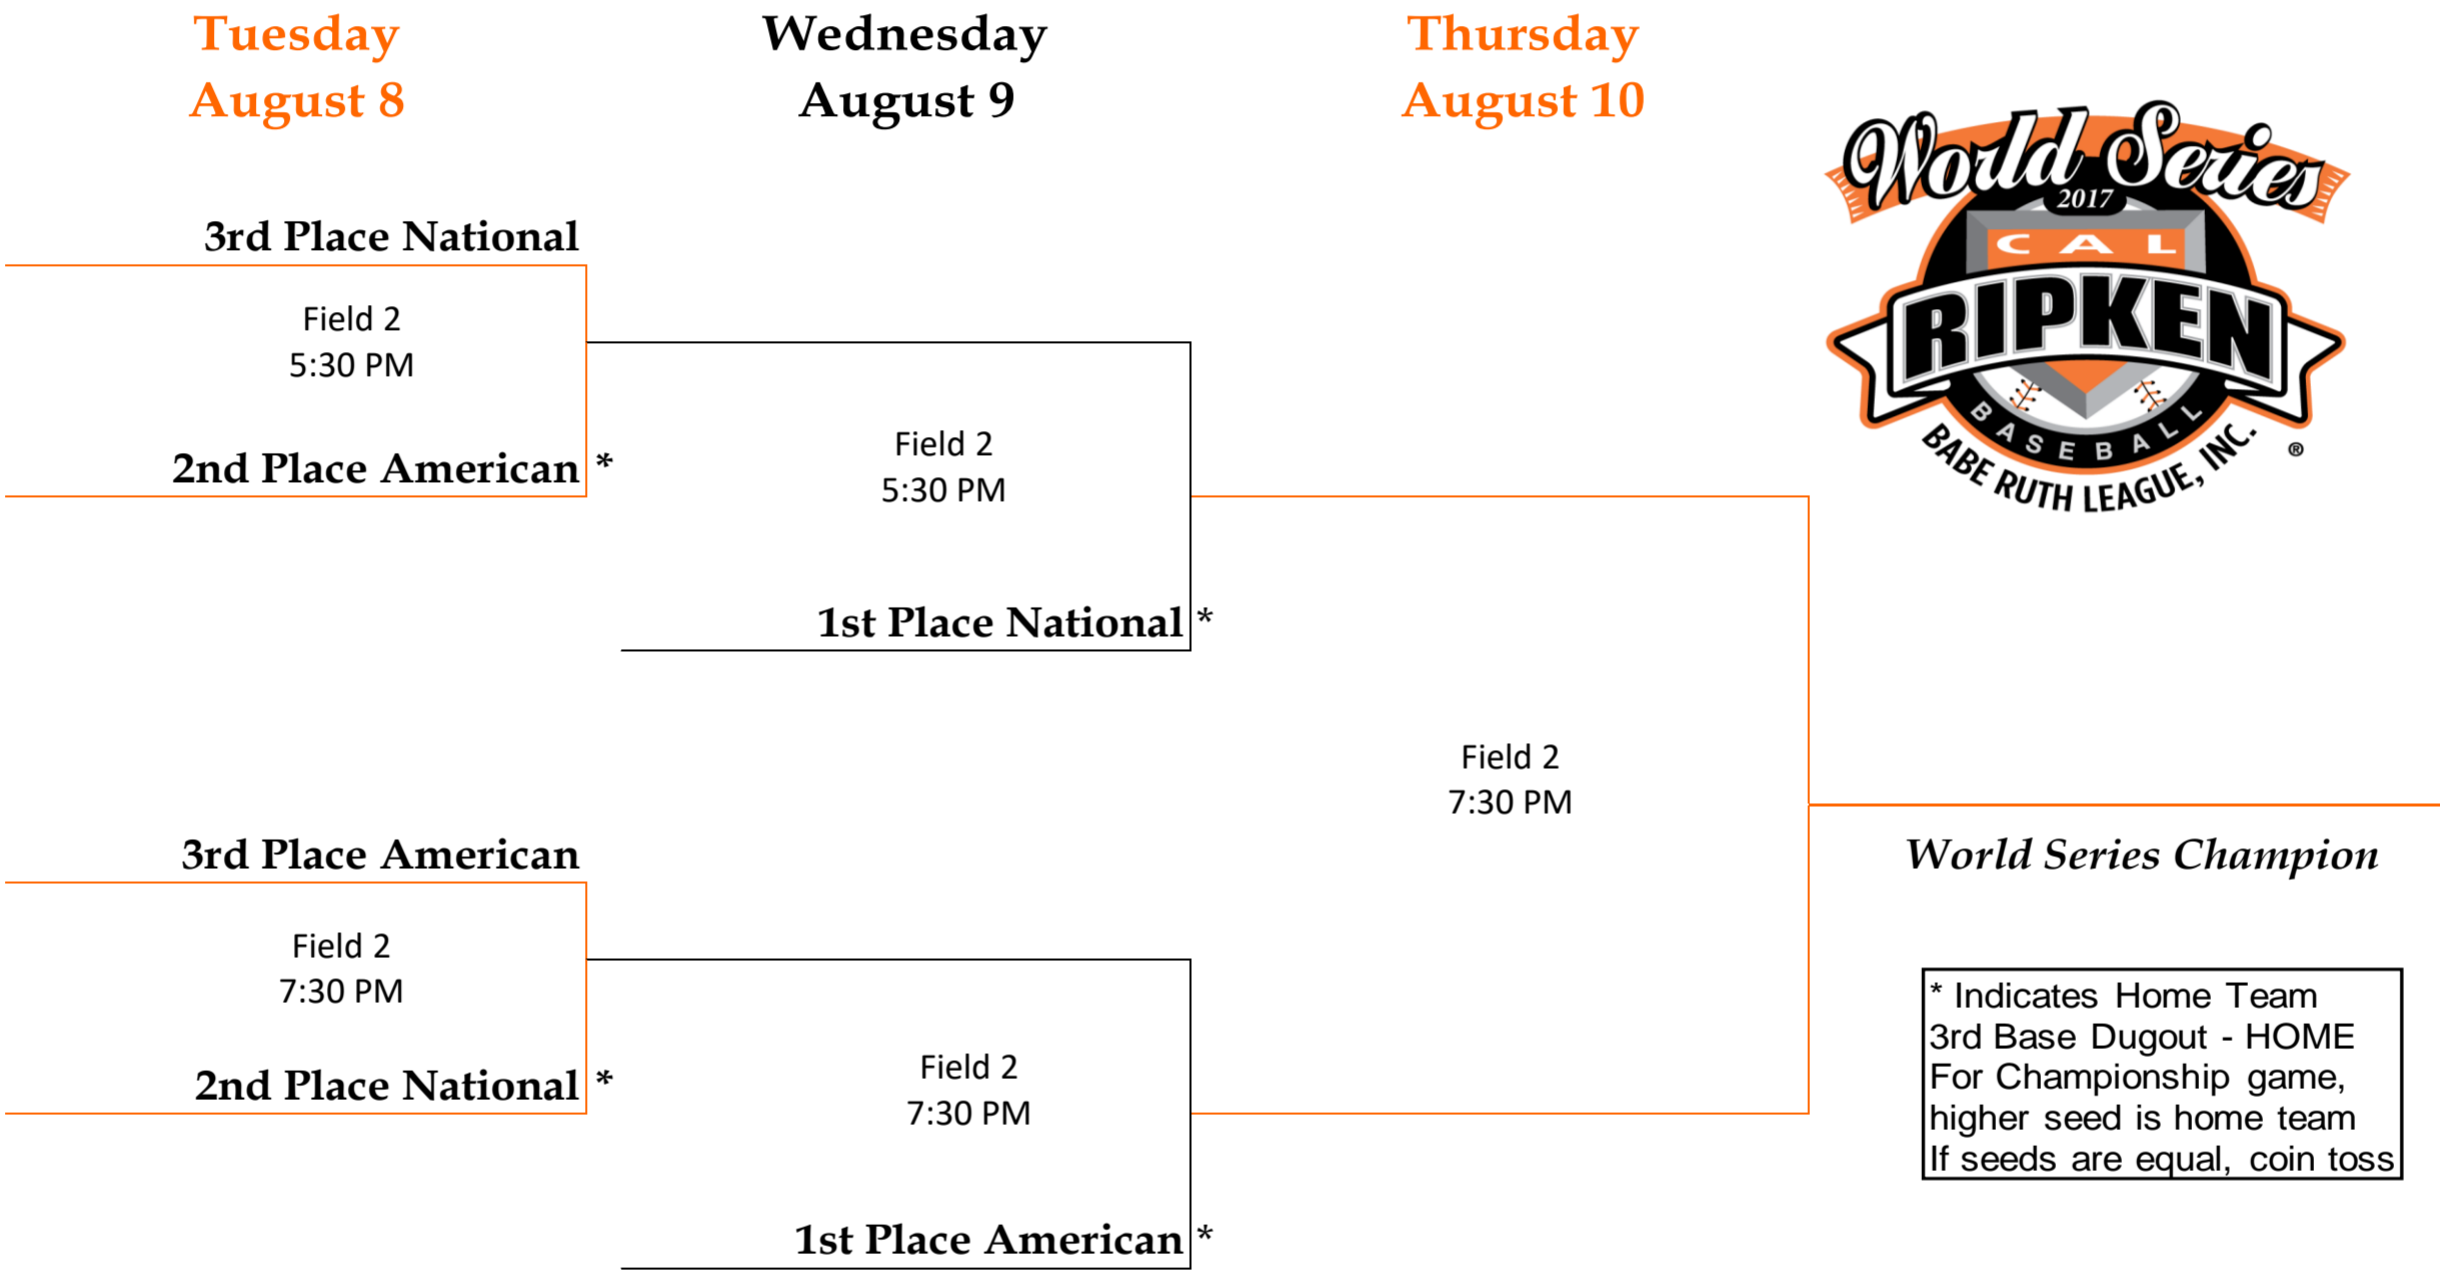 Tuesday
August 8
Wednesday
August 9
Thursday
August 10
World Series
2017
CAL
RIPKEN
BASEBALL
BABE RUTH LEAGUE, INC. ®
3rd Place National
Field 2
5:30 PM
2nd Place American *
Field 2
5:30 PM
1st Place National *
Field 2
7:30 PM
3rd Place American
Field 2
7:30 PM
2nd Place National *
Field 2
7:30 PM
1st Place American *
World Series Champion
* Indicates Home Team
3rd Base Dugout - HOME
For Championship game,
higher seed is home team
If seeds are equal, coin toss